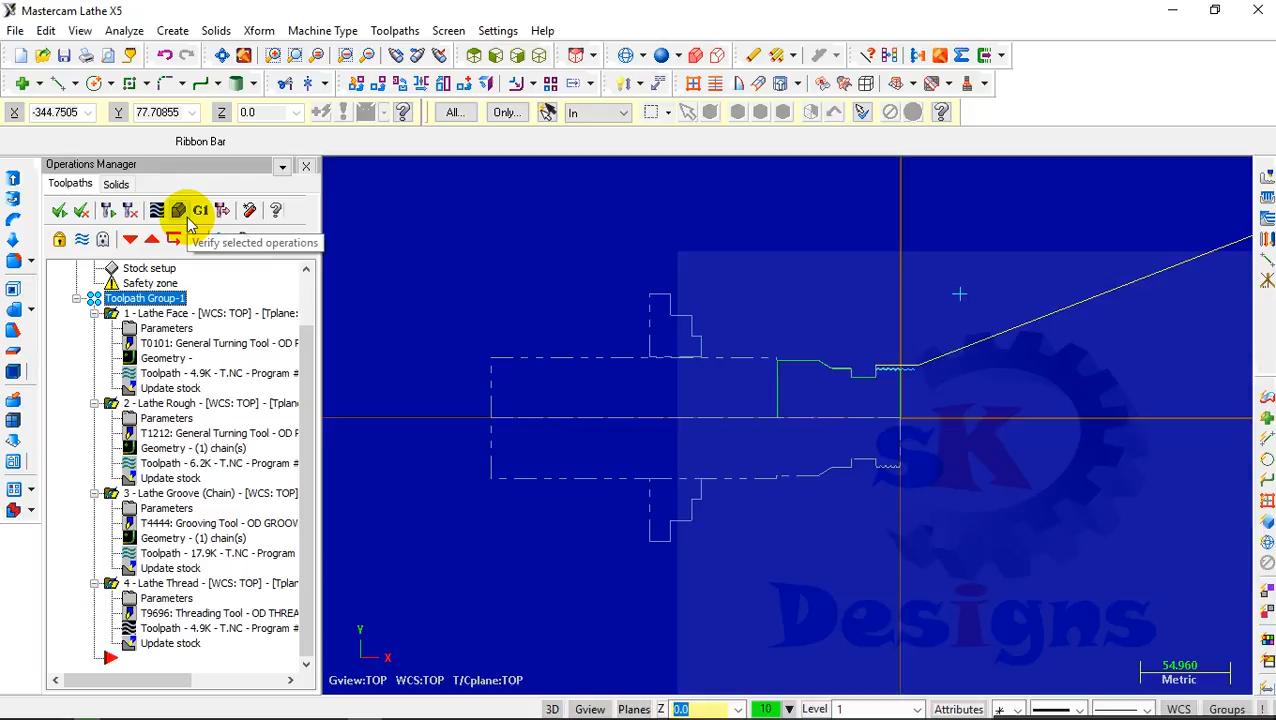 Mastercam Lathe X5
File Edit View Analyze Create Solids Xform Machine Type Toolpaths Screen Settings Help
X -344.7505 Y 77.70855 Z 0.0 All... Only... In
Ribbon Bar
Operations Manager
Toolpaths Solids
G1
Verify selected operations
Stock setup
Safety zone
Toolpath Group-1
1 - Lathe Face - [WCS: TOP] - [Tplane:
Parameters
T0101: General Turning Tool - OD R
Geometry -
Toolpath - 4.9K - T.NC - Program #
Update stock
2 - Lathe Rough - [WCS: TOP] - [Tplan
Parameters
T1212: General Turning Tool - OD F
Geometry - (1) chain(s)
Toolpath - 6.2K - T.NC - Program #
Update stock
3 - Lathe Groove (Chain) - [WCS: TOP]
Parameters
T4444: Grooving Tool - OD GROOV
Geometry - (1) chain(s)
Toolpath - 17.9K - T.NC - Program
Update stock
4 - Lathe Thread - [WCS: TOP] - [Tpla
Parameters
T9696: Threading Tool - OD THREA
Toolpath - 4.9K - T.NC - Program #
Update stock
SK
Designs
Y
X
Gview:TOP WCS:TOP T/Cplane:TOP
54.960
Metric
3D Gview Planes Z 0.0 10 Level 1 Attributes WCS Groups